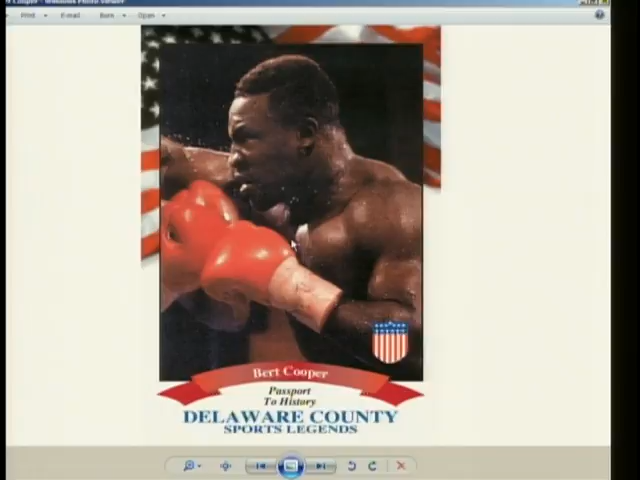 Print E-mail Burn Open
Bert Cooper
Passport
To History
DELAWARE COUNTY
SPORTS LEGENDS